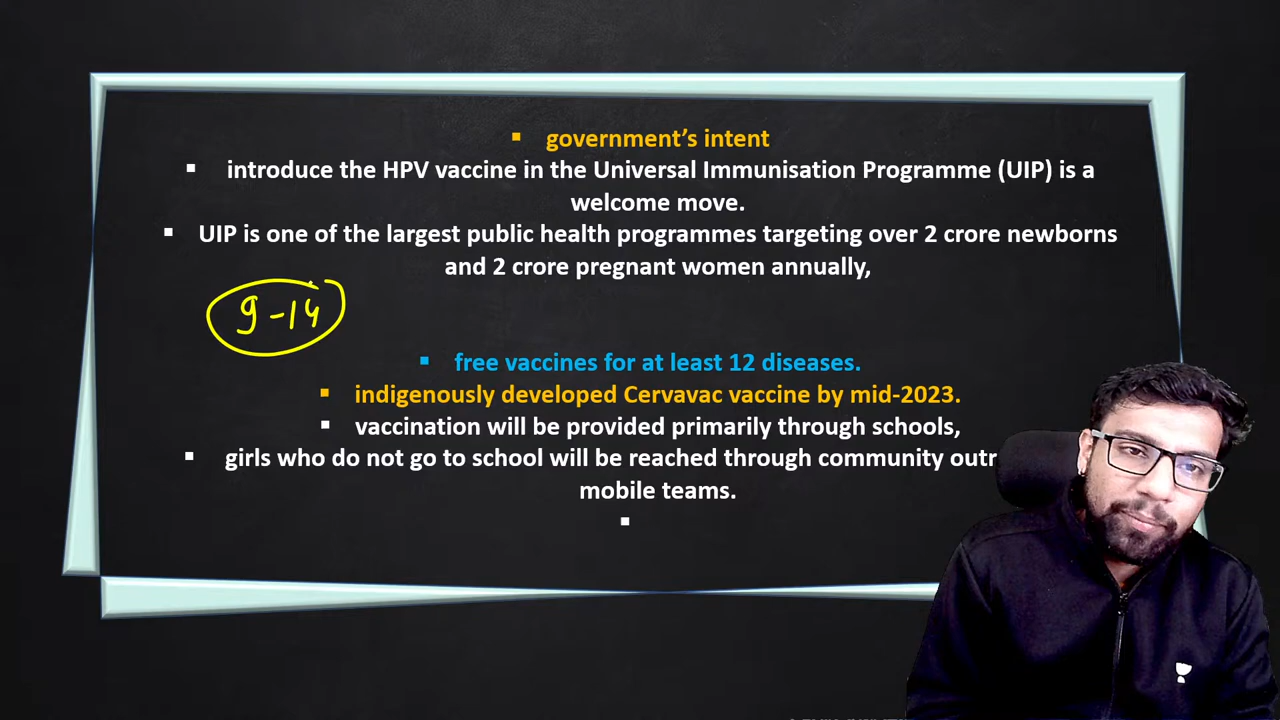 government's intent
introduce the HPV vaccine in the Universal Immunisation Programme (UIP) is a
welcome move.
UIP is one of the largest public health programmes targeting over 2 crore newborns
and 2 crore pregnant women annually,
9-14
free vaccines for at least 12 diseases.
indigenously developed Cervavac vaccine by mid-2023.
vaccination will be provided primarily through schools,
girls who do not go to school will be reached through community
mobile teams.